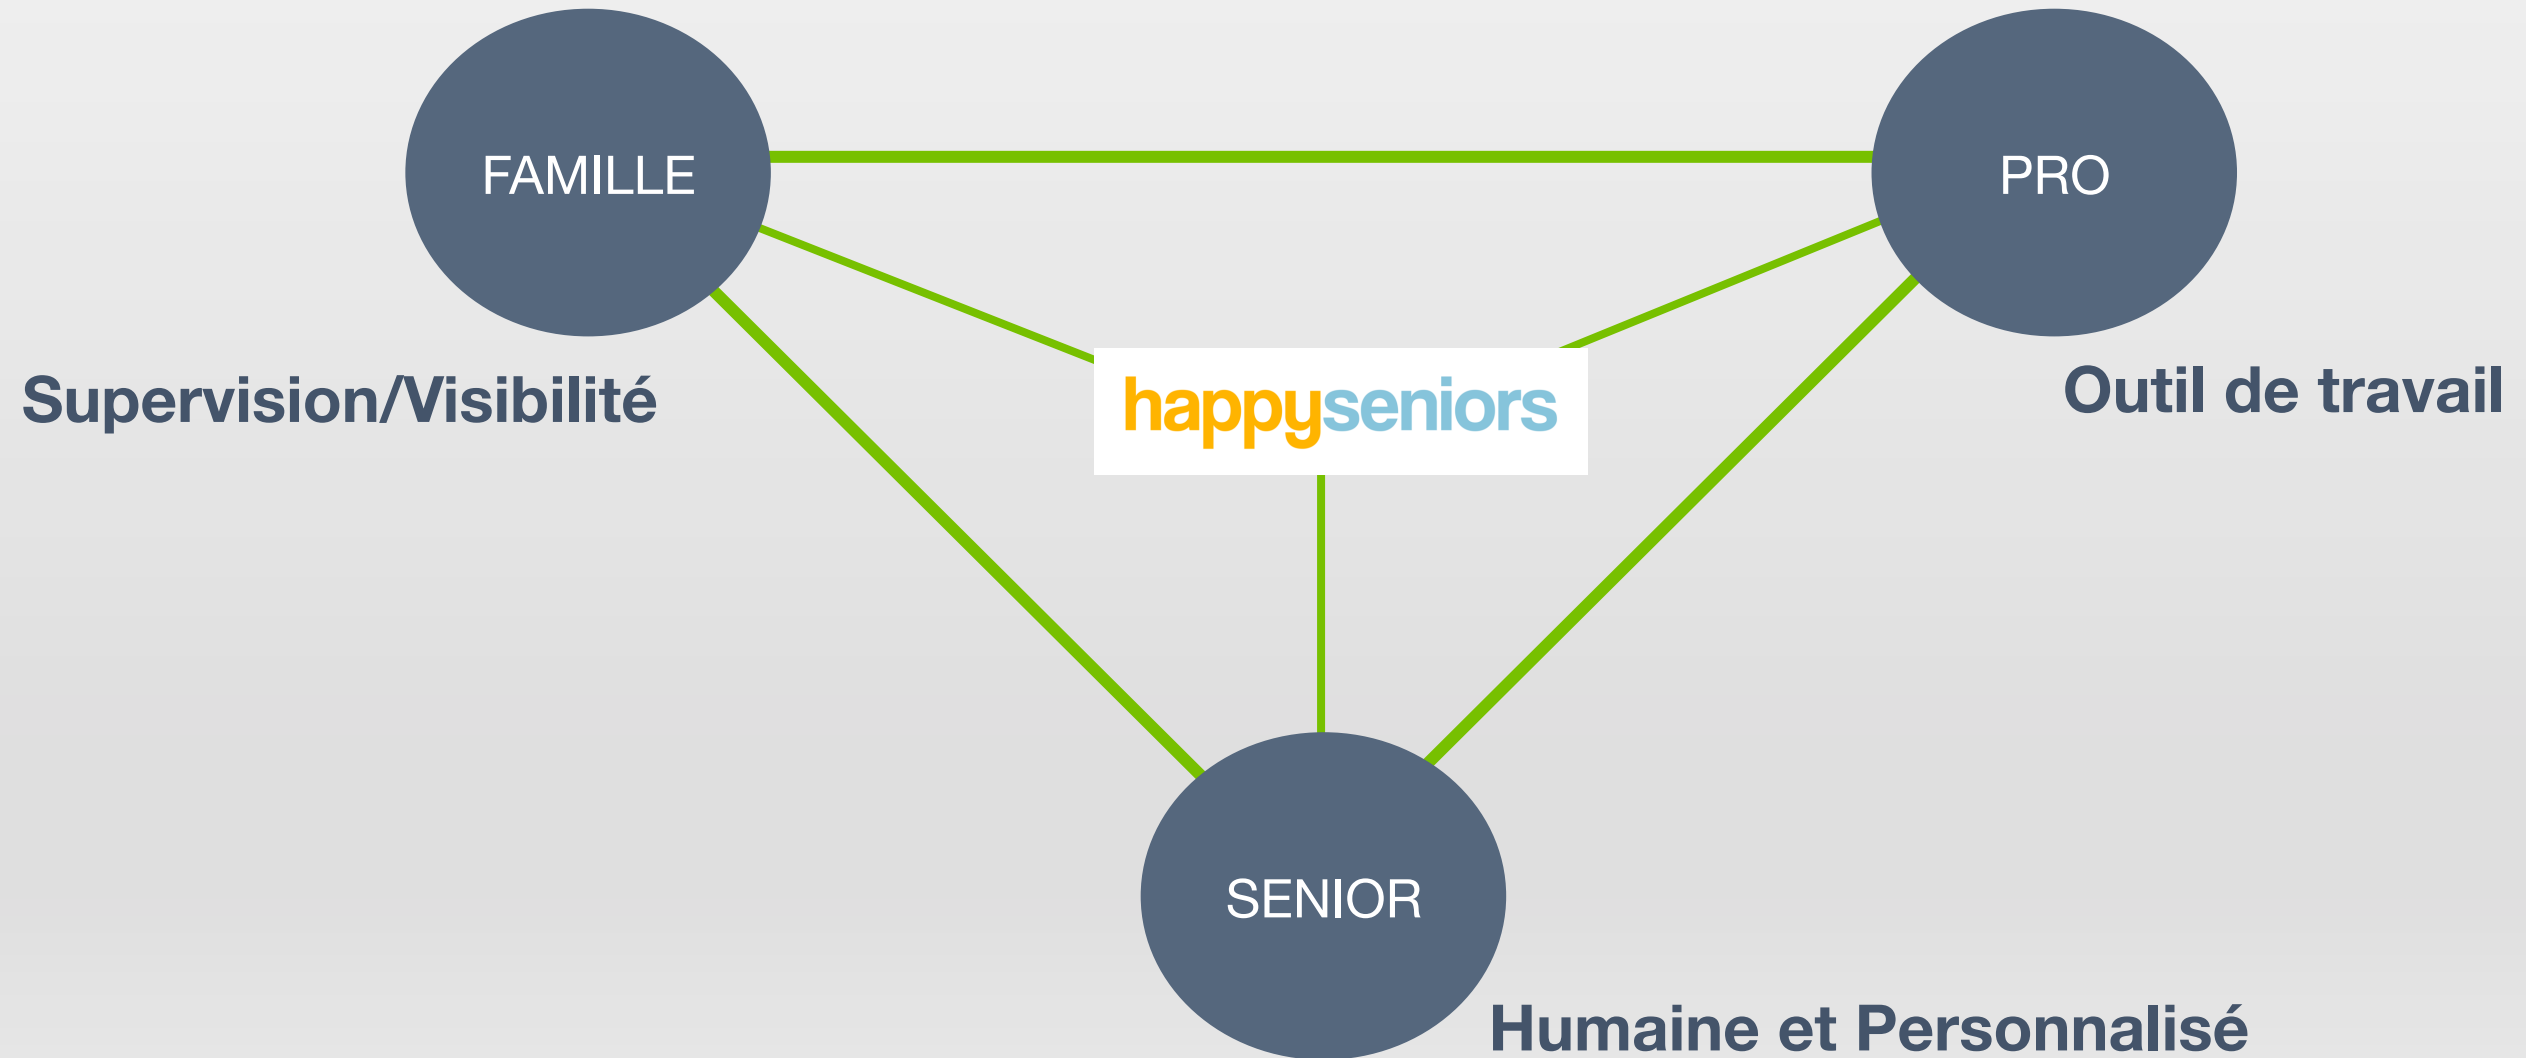 FAMILLE
PRO
Supervision/Visibilité
happyseniors
Outil de travail
SENIOR
Humaine et Personnalisé